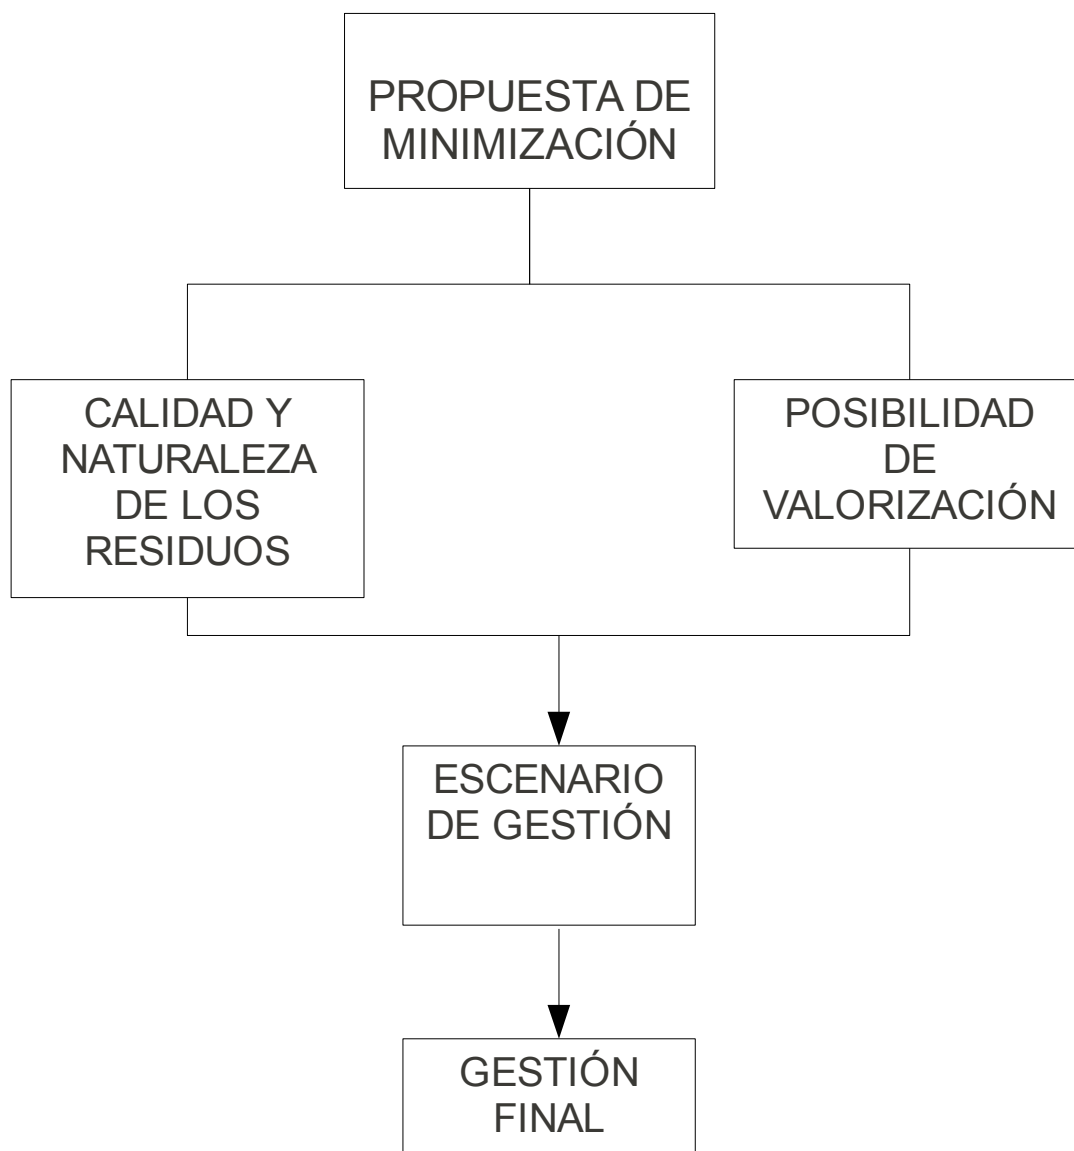 PROPUESTA DE
MINIMIZACIÓN
CALIDAD Y
NATURALEZA
DE LOS
RESIDUOS
POSIBILIDAD
DE
VALORIZACIÓN
ESCENARIO
DE GESTIÓN
GESTIÓN
FINAL